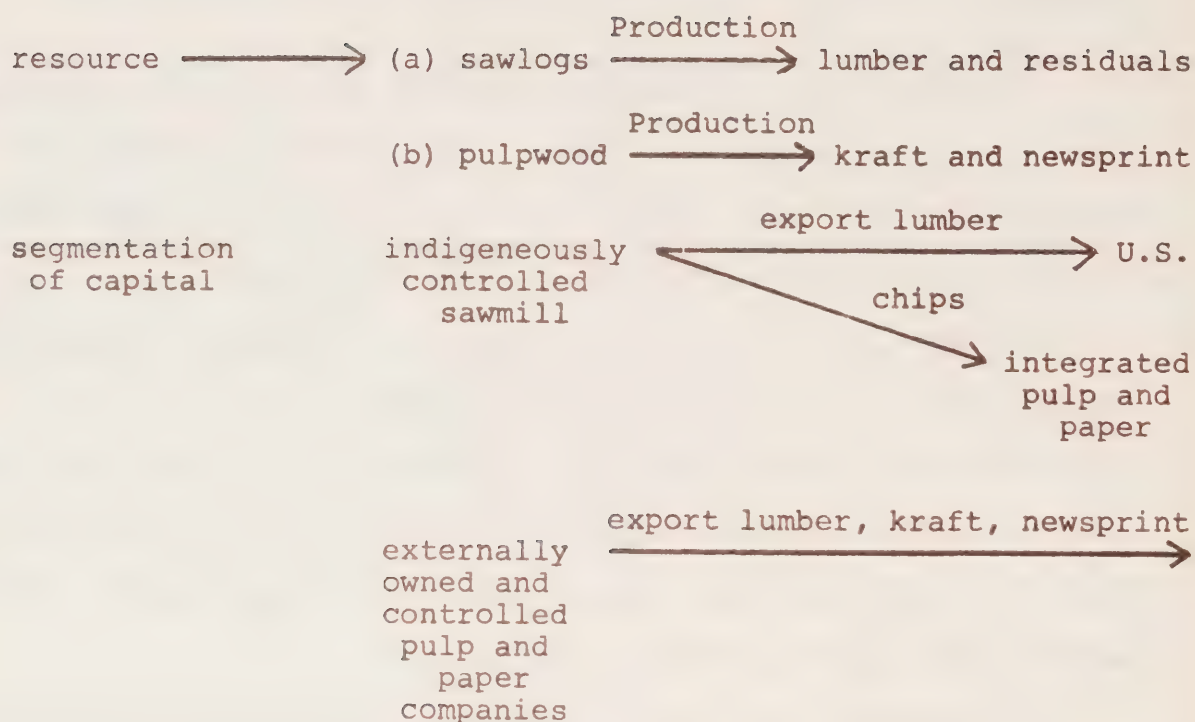 Production
resource (a) sawlogs lumber and residuals
Production
(b) pulpwood kraft and newsprint
export lumber
segmentation indigeneously U.S.
of capital controlled
sawmill
chips
integrated
pulp and
paper
export lumber, kraft, newsprint
externally
owned and
controlled
pulp and
paper
companies